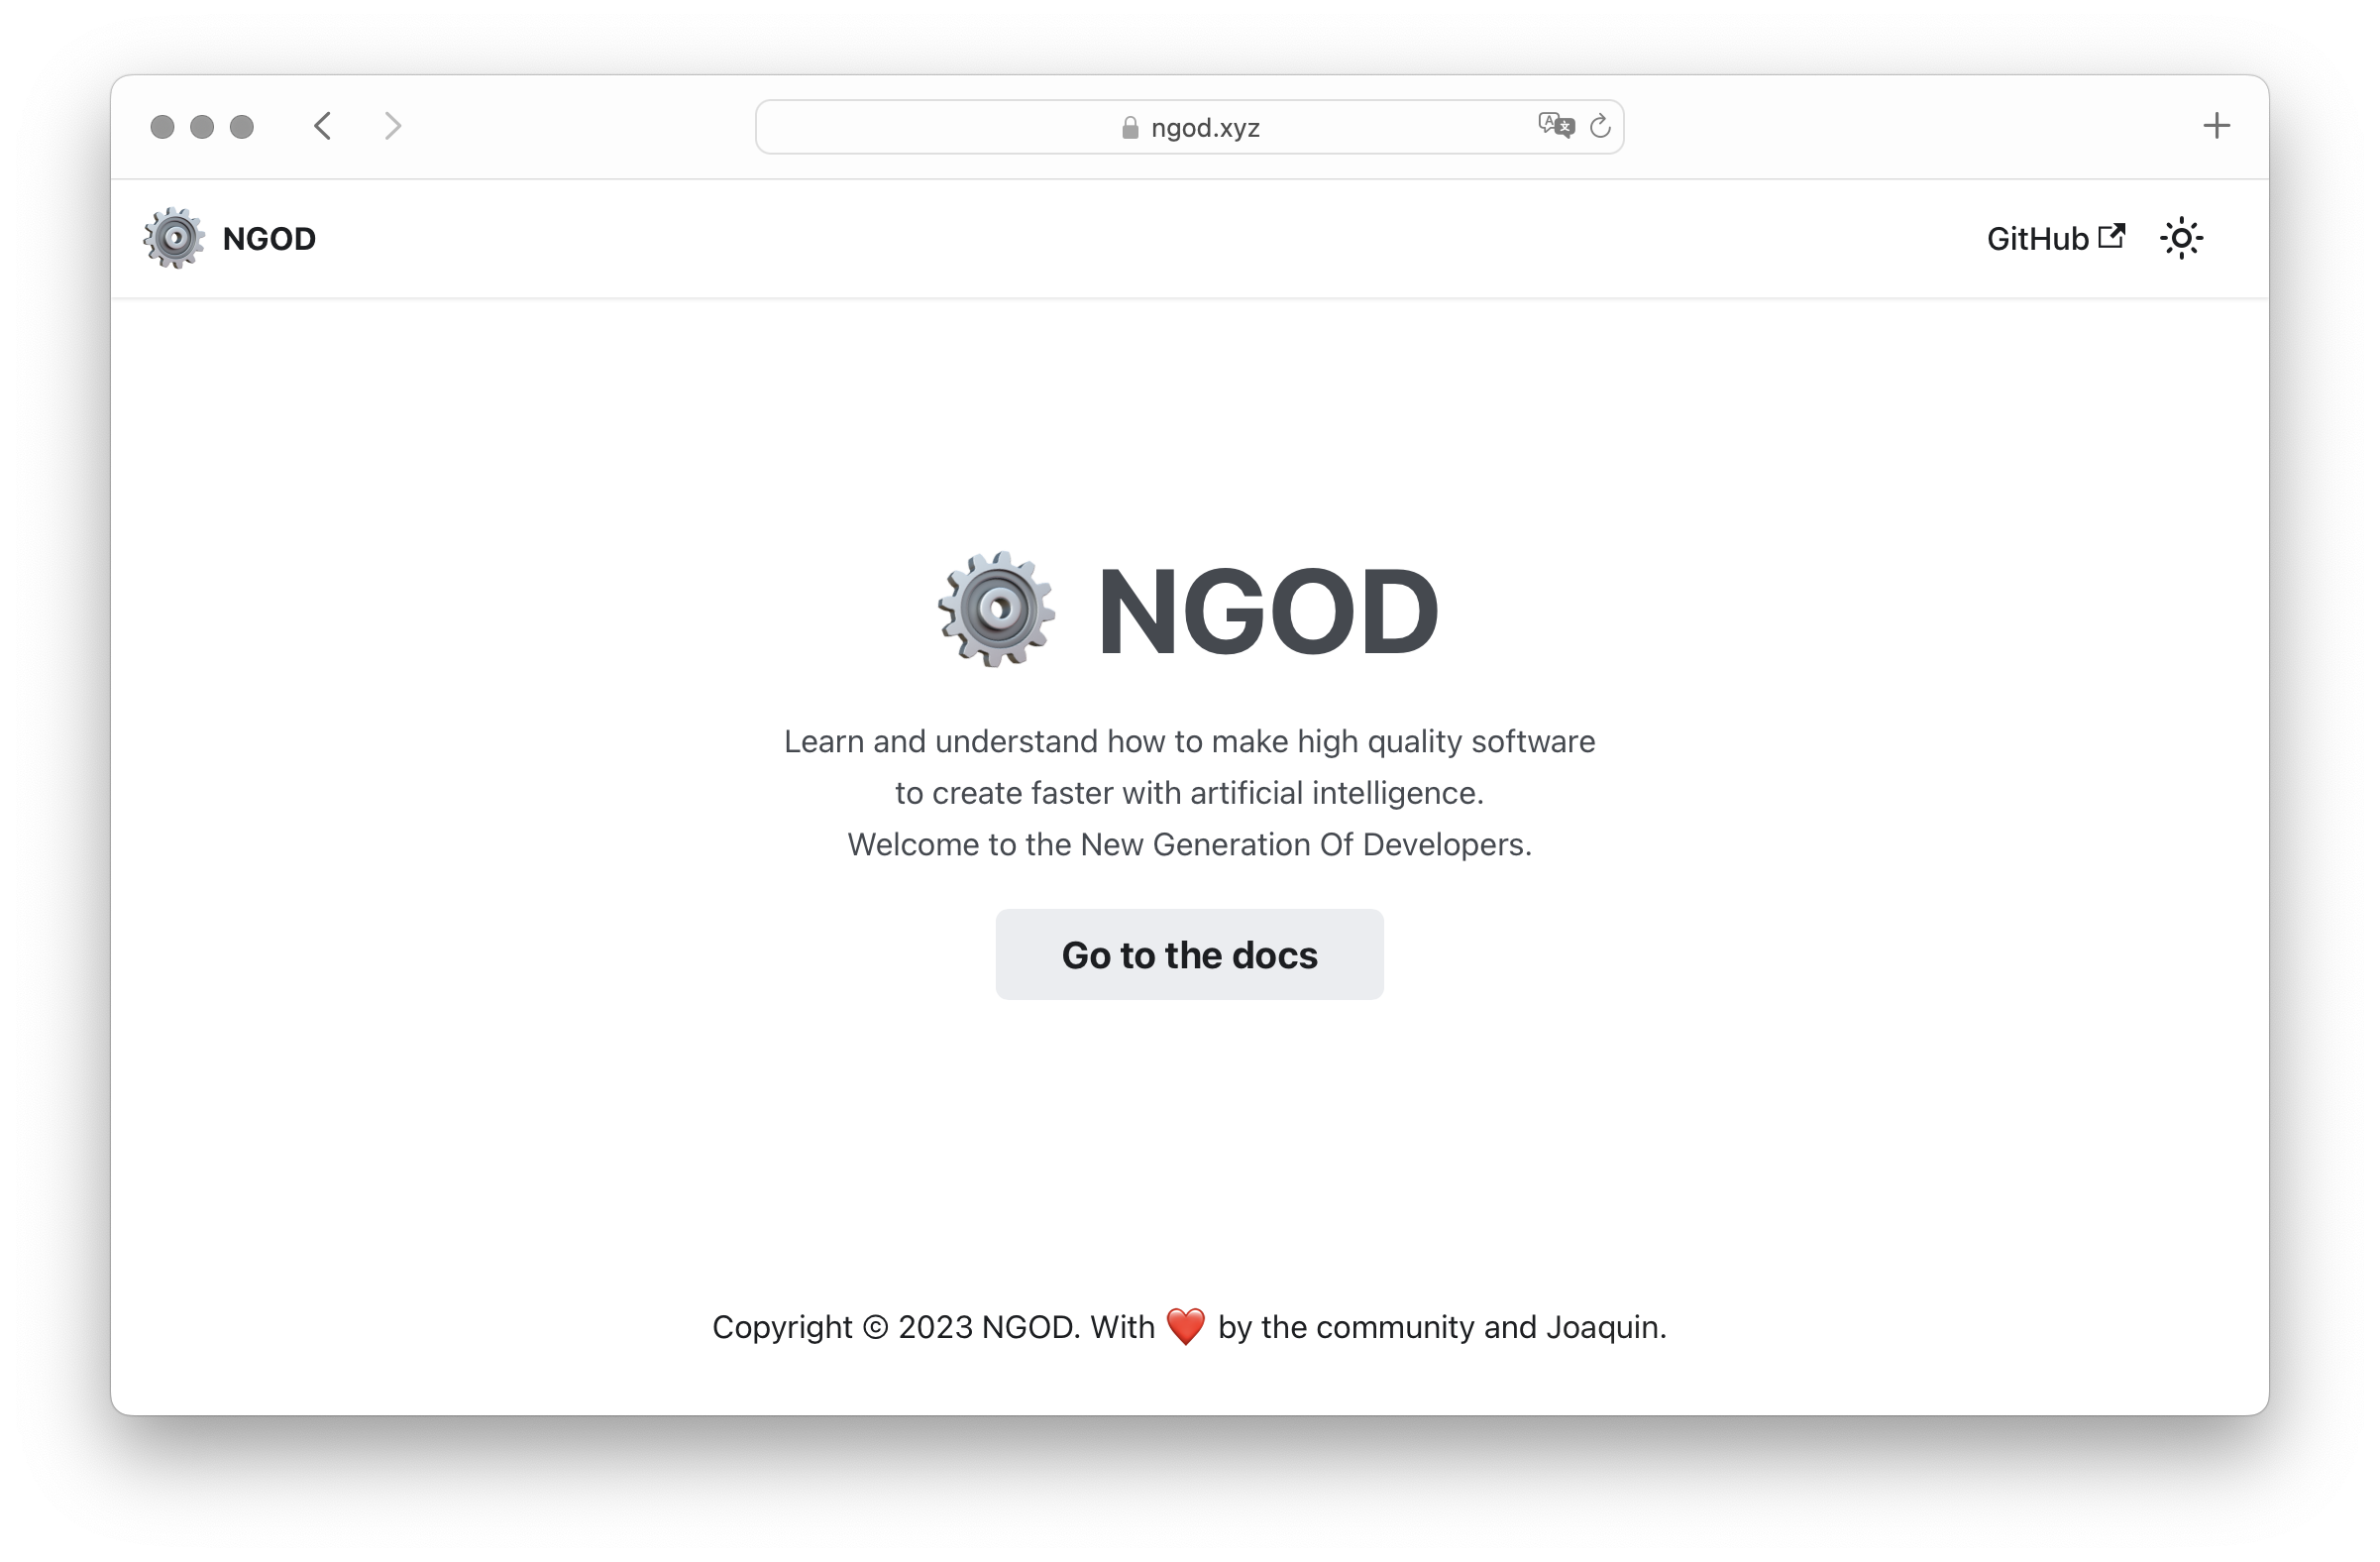 ngod.xyz
NGOD
GitHub
NGOD
Learn and understand how to make high quality software
to create faster with artificial intelligence.
Welcome to the New Generation Of Developers.
Go to the docs
Copyright © 2023 NGOD. With ❤️ by the community and Joaquin.